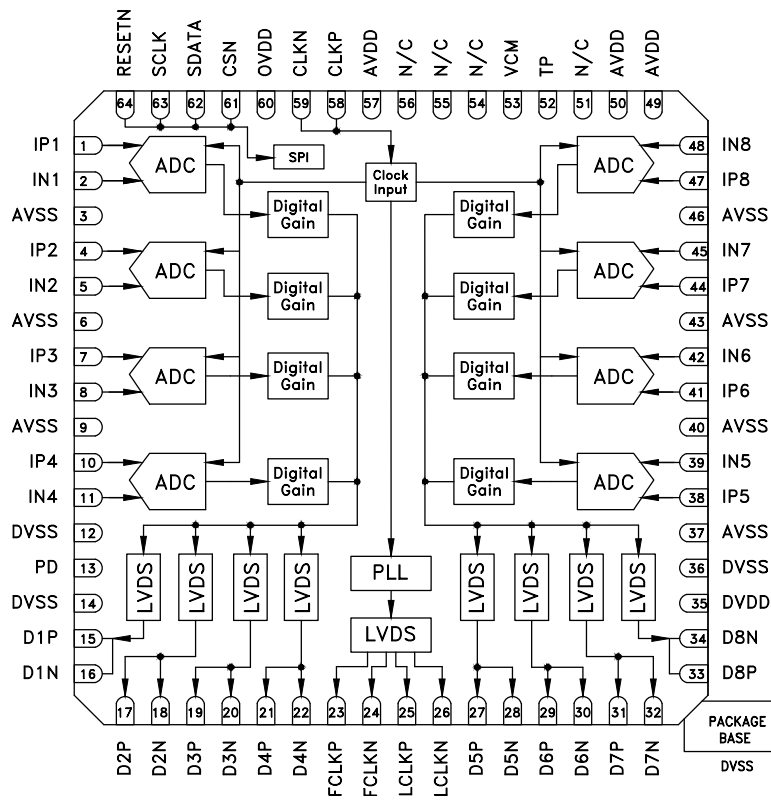 RESETN
SCLK
SDATA
CSN
OVDD
CLKN
CLKP
AVDD
N/C
N/C
N/C
VCM
TP
N/C
AVDD
AVDD
64
63
62
61
60
59
58
57
56
55
54
53
52
51
50
49
IP1
1
IN1
2
AVSS
3
IP2
4
IN2
5
AVSS
6
IP3
7
IN3
8
AVSS
9
IP4
10
IN4
11
DVSS
12
PD
13
DVSS
14
D1P
15
D1N
16
ADC
ADC
ADC
ADC
SPI
Clock
Input
Digital
Gain
Digital
Gain
Digital
Gain
Digital
Gain
Digital
Gain
Digital
Gain
Digital
Gain
Digital
Gain
ADC
ADC
ADC
ADC
48 IN8
47 IP8
46 AVSS
45 IN7
44 IP7
43 AVSS
42 IN6
41 IP6
40 AVSS
39 IN5
38 IP5
37 AVSS
36 DVSS
35 DVDD
34 D8N
33 D8P
LVDS
LVDS
LVDS
LVDS
PLL
LVDS
LVDS
LVDS
LVDS
LVDS
17
18
19
20
21
22
23
24
25
26
27
28
29
30
31
32
D2P
D2N
D3P
D3N
D4P
D4N
FCLKP
FCLKN
LCLKP
LCLKN
D5P
D5N
D6P
D6N
D7P
D7N
PACKAGE
BASE
DVSS